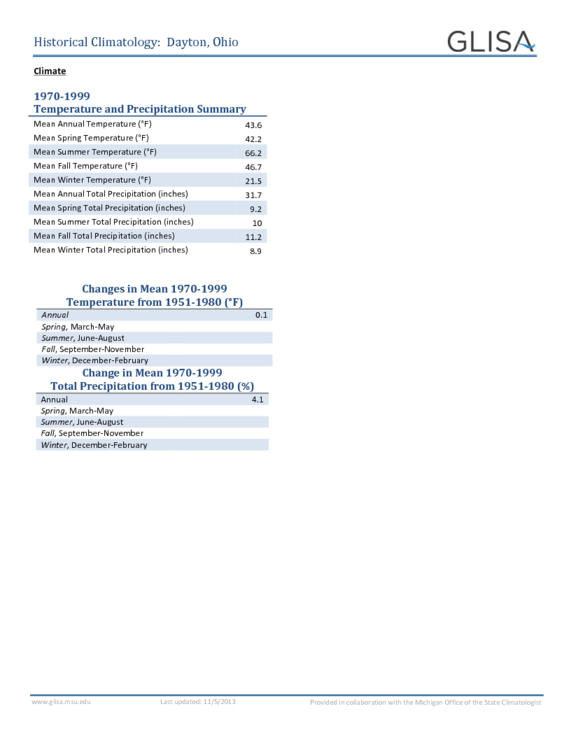 Historical Climatology: Dayton, Ohio
GLISA
Climate
1970-1999
Temperature and Precipitation Summary
Mean Annual Temperature (°F) 43.6
Mean Spring Temperature (°F) 42.2
Mean Summer Temperature (°F) 66.2
Mean Fall Temperature (°F) 46.7
Mean Winter Temperature (°F) 21.5
Mean Annual Total Precipitation (inches) 31.7
Mean Spring Total Precipitation (inches) 9.2
Mean Summer Total Precipitation (inches) 10
Mean Fall Total Precipitation (inches) 11.2
Mean Winter Total Precipitation (inches) 8.9
Changes in Mean 1970-1999
Temperature from 1951-1980 (°F)
Annual 0.1
Spring, March-May
Summer, June-August
Fall, September-November
Winter, December-February
Change in Mean 1970-1999
Total Precipitation from 1951-1980 (%)
Annual 4.1
Spring, March-May
Summer, June-August
Fall, September-November
Winter, December-February
www.glisa.msu.edu Last updated: 11/5/2013 Provided in collaboration with the Michigan Office of the State Climatologist